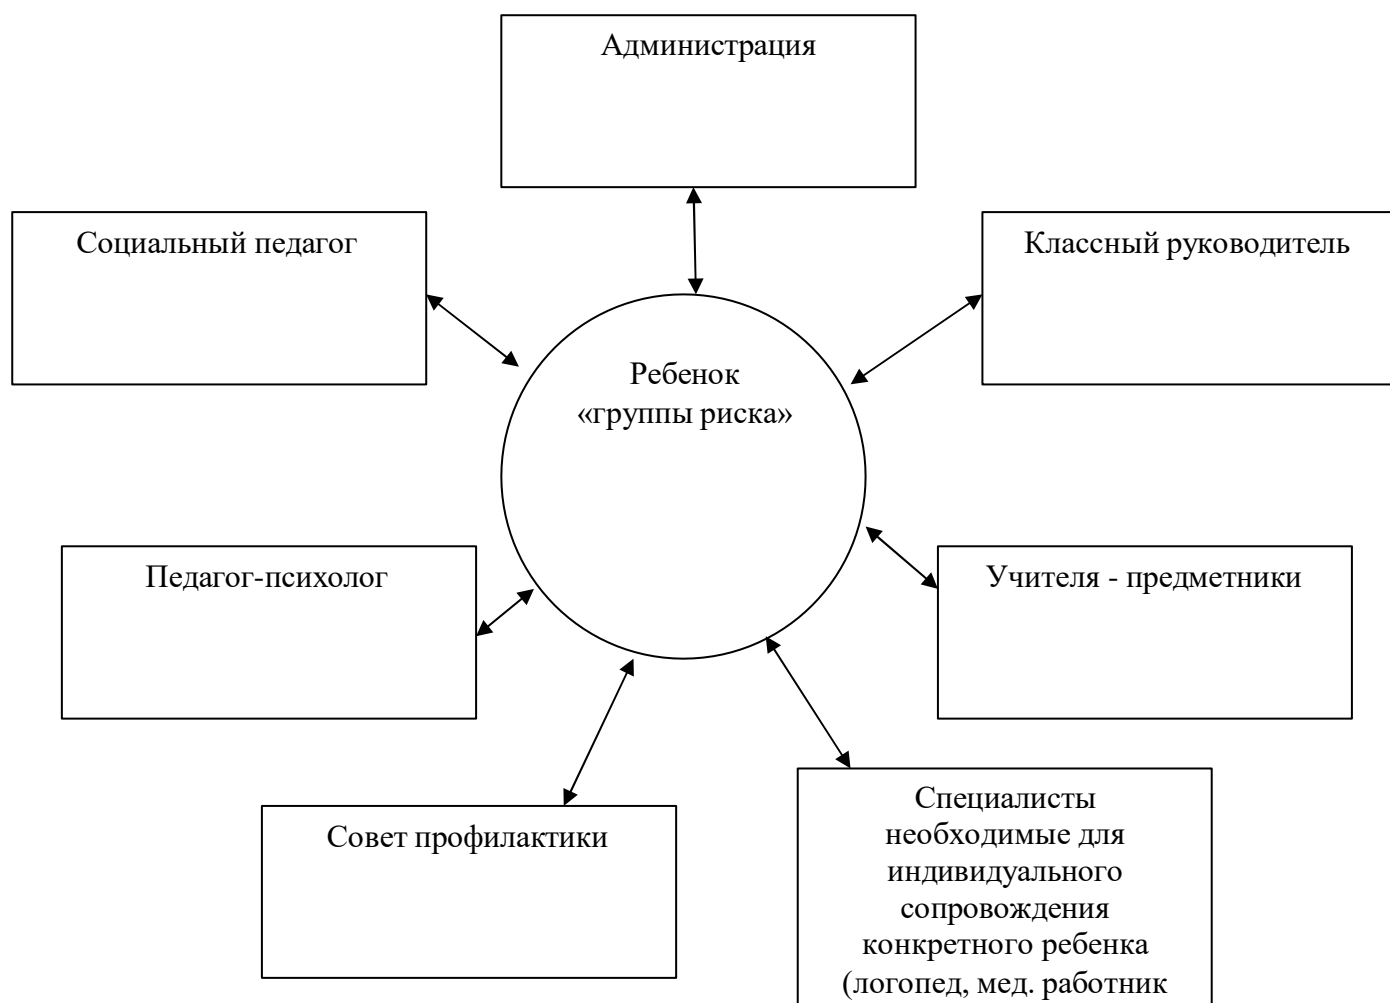 Администрация
Социальный педагог
Классный руководитель
Ребенок
«группы риска»
Педагог-психолог
Учителя - предметники
Совет профилактики
Специалисты
необходимые для
индивидуального
сопровождения
конкретного ребенка
(логопед, мед. работник